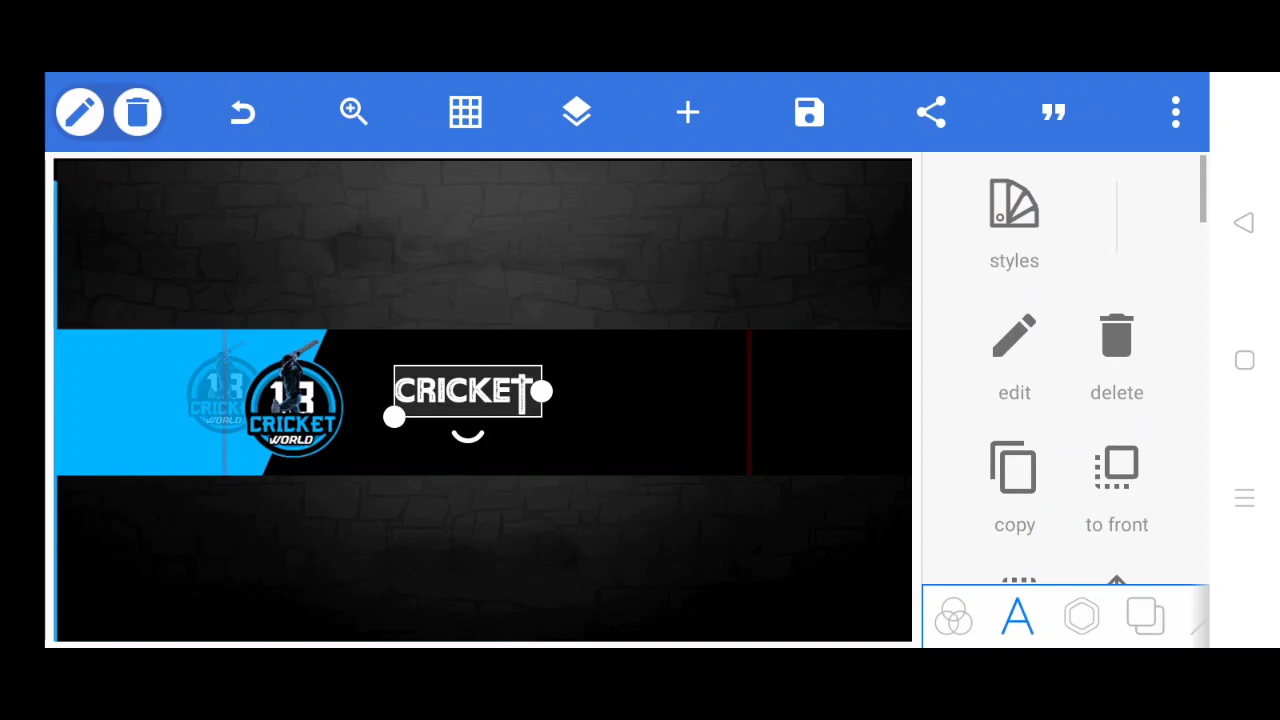 styles
edit
delete
copy
to front
CRICKET
18
CRICKET
WORLD
18
CRICKET
WORLD